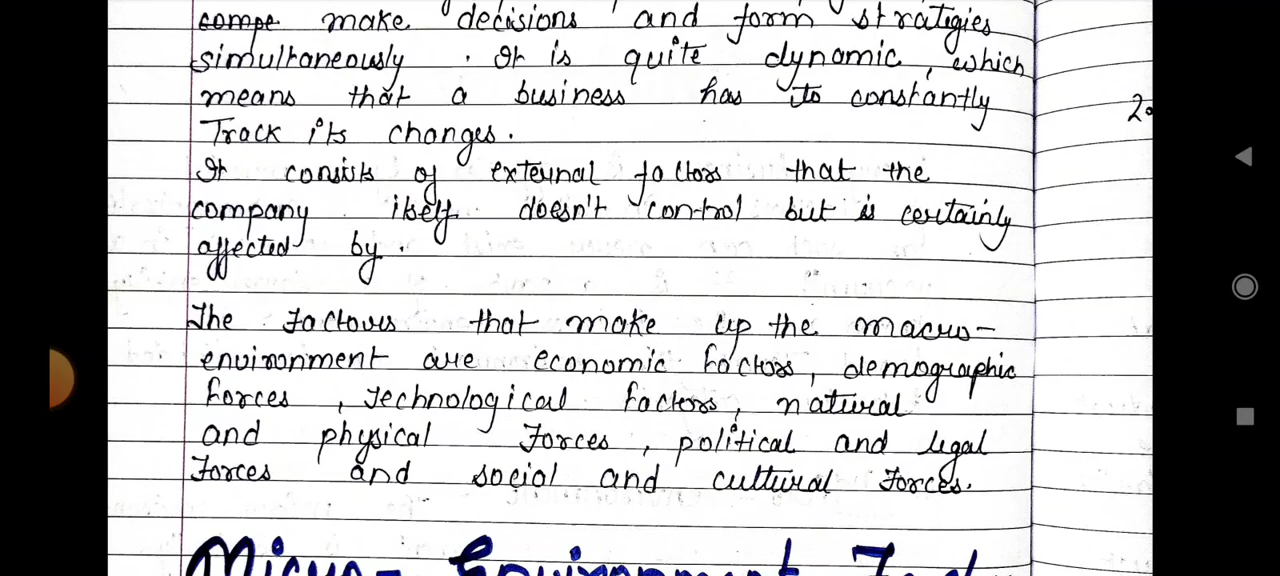 compe make decisions and form strategies
simultaneously. It is quite dynamic, which
means that a business has to constantly
Track its changes.
It consists of external factors that the
company itself doesn't control but is certainly
affected by.
The Factors that make up the macro-
environment are economic factors, demographic
forces, Technological factors, natural
and physical Forces, political and legal
Forces and social and cultural Forces.
Micro- Environment